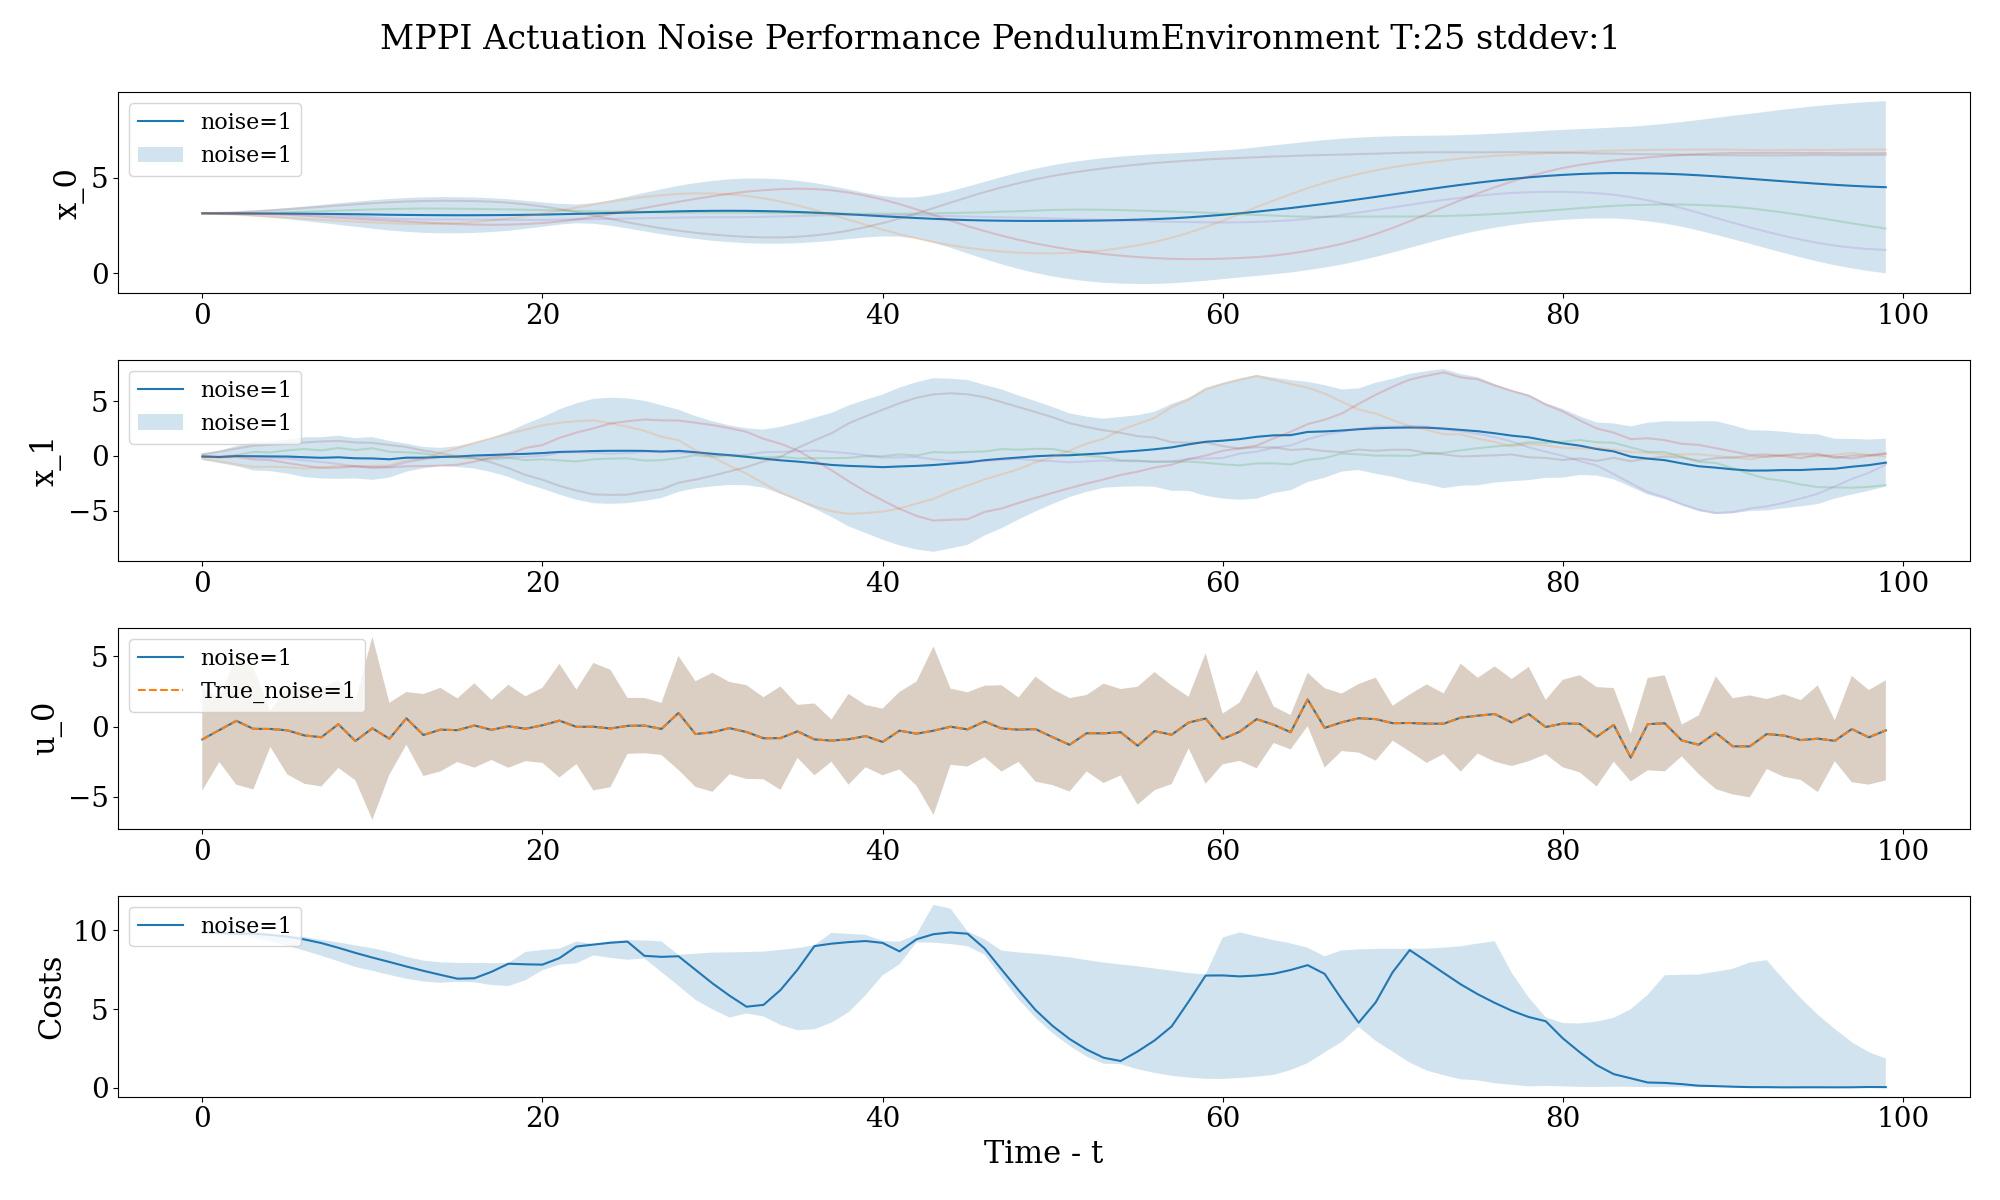 MPPI Actuation Noise Performance PendulumEnvironment T:25 stddev:1
noise=1
noise=1
x_0
5
0
0 20 40 60 80 100
noise=1
noise=1
x_1
5
0
−5
0 20 40 60 80 100
noise=1
True_noise=1
u_0
5
0
−5
0 20 40 60 80 100
noise=1
Costs
10
5
0
0 20 40 60 80 100
Time - t